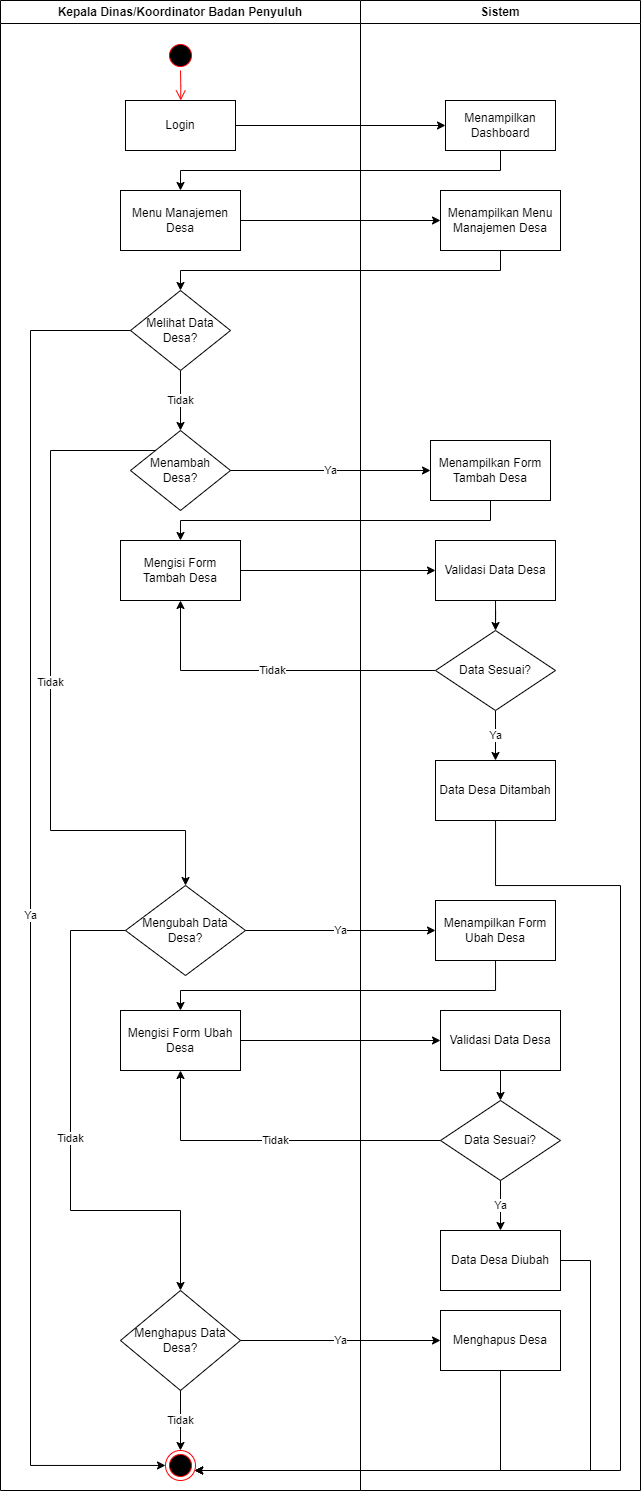 Kepala Dinas/Koordinator Badan Penyuluh
Sistem
Login
Menampilkan
Dashboard
Menu Manajemen
Desa
Menampilkan Menu
Manajemen Desa
Melihat Data
Desa?
Tidak
Menambah
Desa?
Ya
Menampilkan Form
Tambah Desa
Mengisi Form
Tambah Desa
Validasi Data Desa
Tidak
Data Sesuai?
Tidak
Ya
Data Desa Ditambah
Ya
Mengubah Data
Desa?
Ya
Menampilkan Form
Ubah Desa
Mengisi Form Ubah
Desa
Validasi Data Desa
Tidak
Tidak
Data Sesuai?
Ya
Data Desa Diubah
Menghapus Data
Desa?
Ya
Menghapus Desa
Tidak